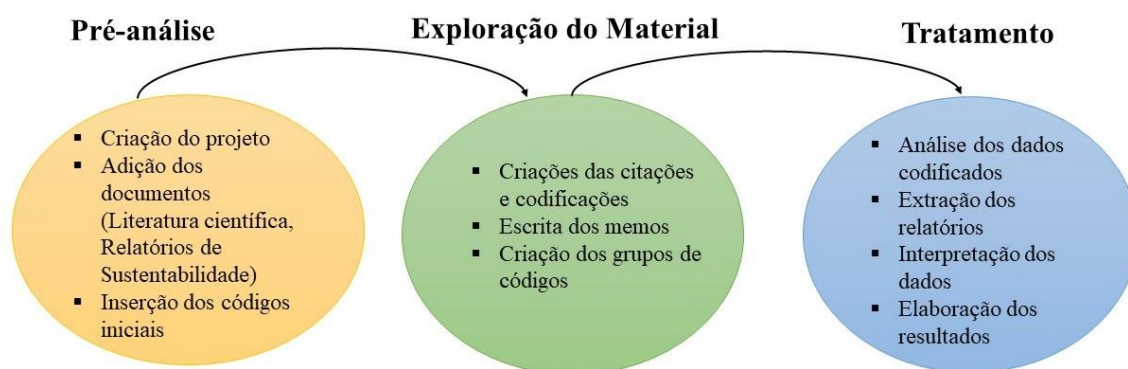 Pré-análise
▪ Criação do projeto
▪ Adição dos
documentos
(Literatura científica,
Relatórios de
Sustentabilidade)
▪ Inserção dos códigos
iniciais
Exploração do Material
▪ Criações das citações
e codificações
▪ Escrita dos memos
▪ Criação dos grupos de
códigos
Tratamento
▪ Análise dos dados
codificados
▪ Extração dos
relatórios
▪ Interpretação dos
dados
▪ Elaboração dos
resultados